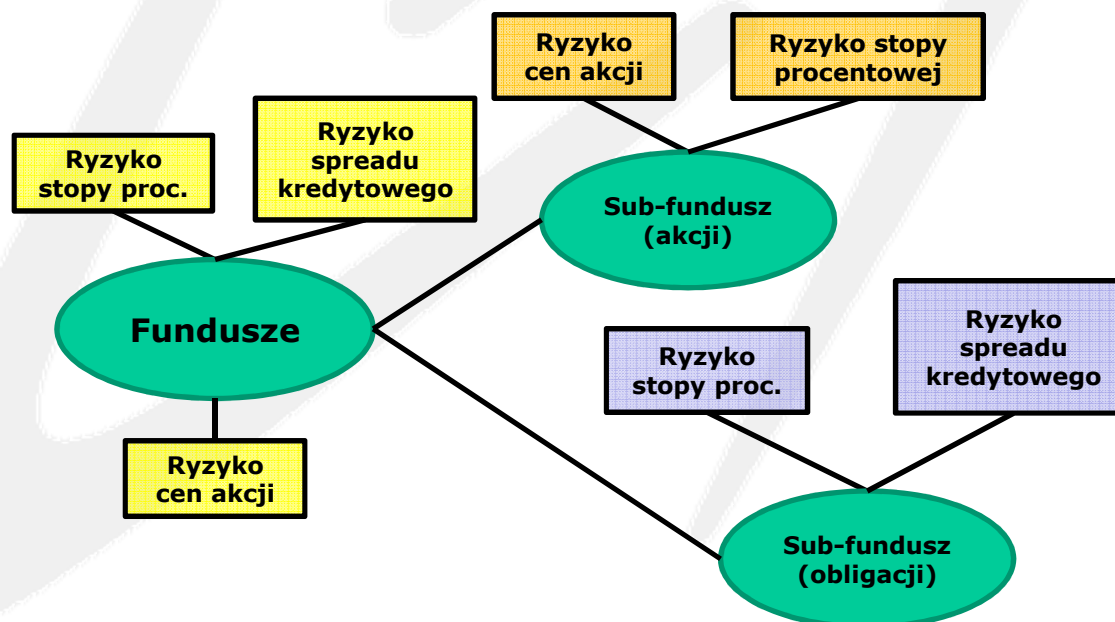 Ryzyko
cen akcji
Ryzyko stopy
procentowej
Ryzyko
stopy proc.
Ryzyko
spreadu
kredytowego
Sub-fundusz
(akcji)
Fundusze
Ryzyko
stopy proc.
Ryzyko
spreadu
kredytowego
Ryzyko
cen akcji
Sub-fundusz
(obligacji)